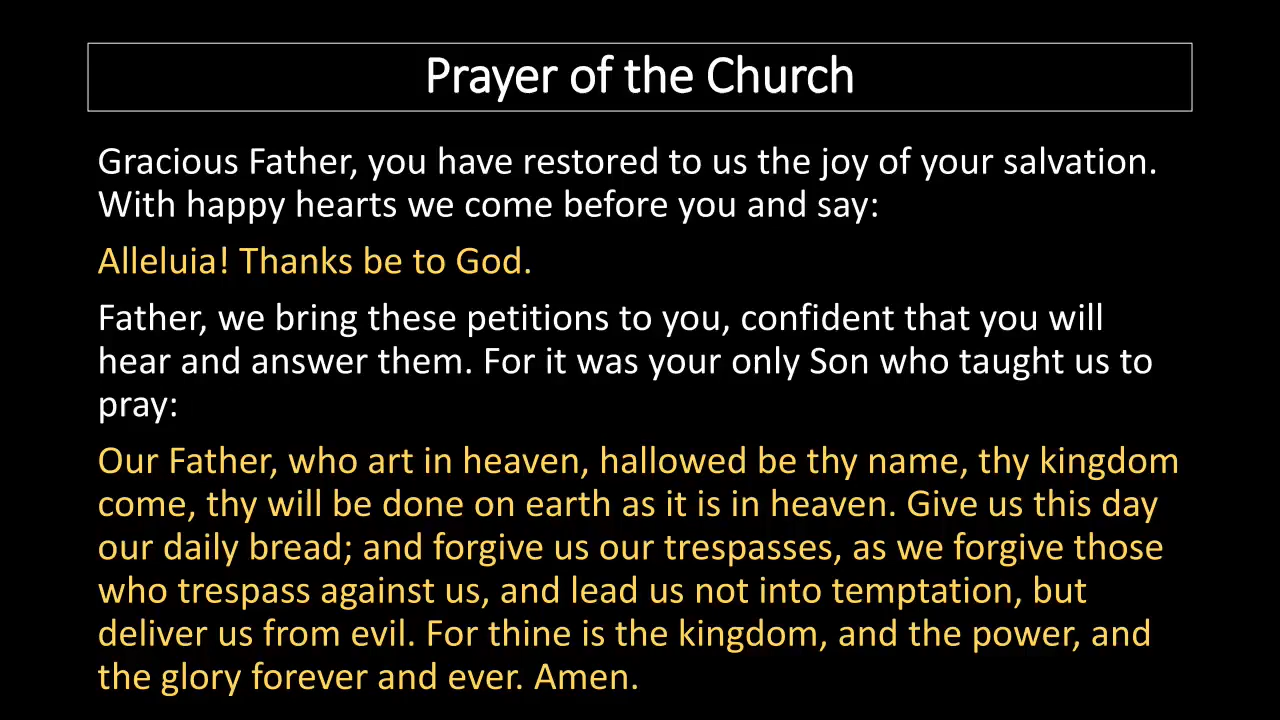 Prayer of the Church
Gracious Father, you have restored to us the joy of your salvation.
With happy hearts we come before you and say:
Alleluia! Thanks be to God.
Father, we bring these petitions to you, confident that you will
hear and answer them. For it was your only Son who taught us to
pray:
Our Father, who art in heaven, hallowed be thy name, thy kingdom
come, thy will be done on earth as it is in heaven. Give us this day
our daily bread; and forgive us our trespasses, as we forgive those
who trespass against us, and lead us not into temptation, but
deliver us from evil. For thine is the kingdom, and the power, and
the glory forever and ever. Amen.